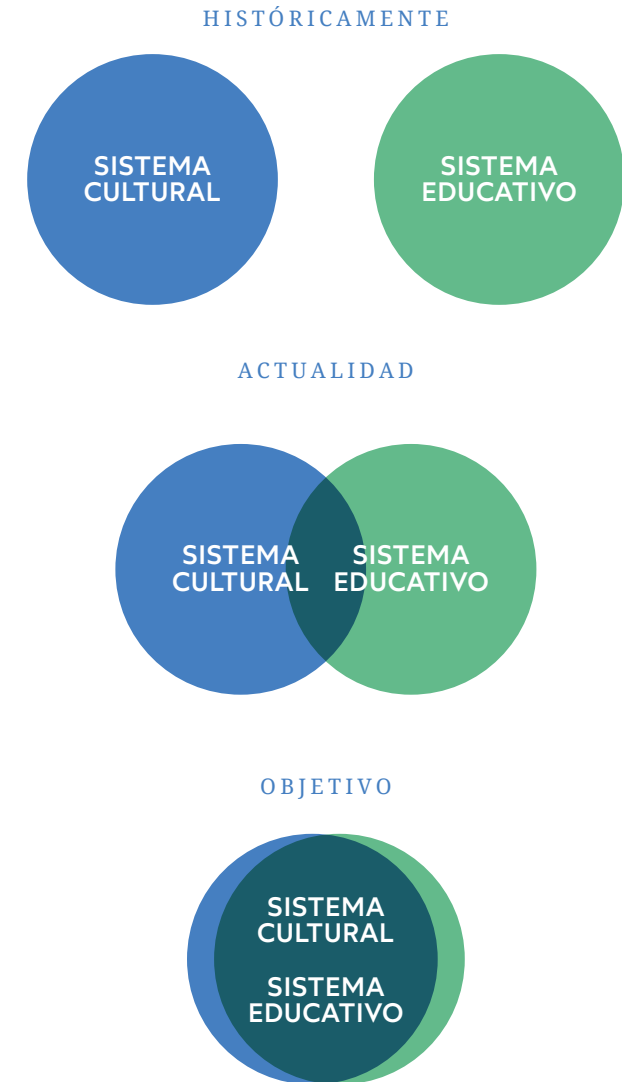 HISTÓRICAMENTE
SISTEMA
CULTURAL
SISTEMA
EDUCATIVO
ACTUALIDAD
SISTEMA
CULTURAL
SISTEMA
EDUCATIVO
OBJETIVO
SISTEMA
CULTURAL
SISTEMA
EDUCATIVO